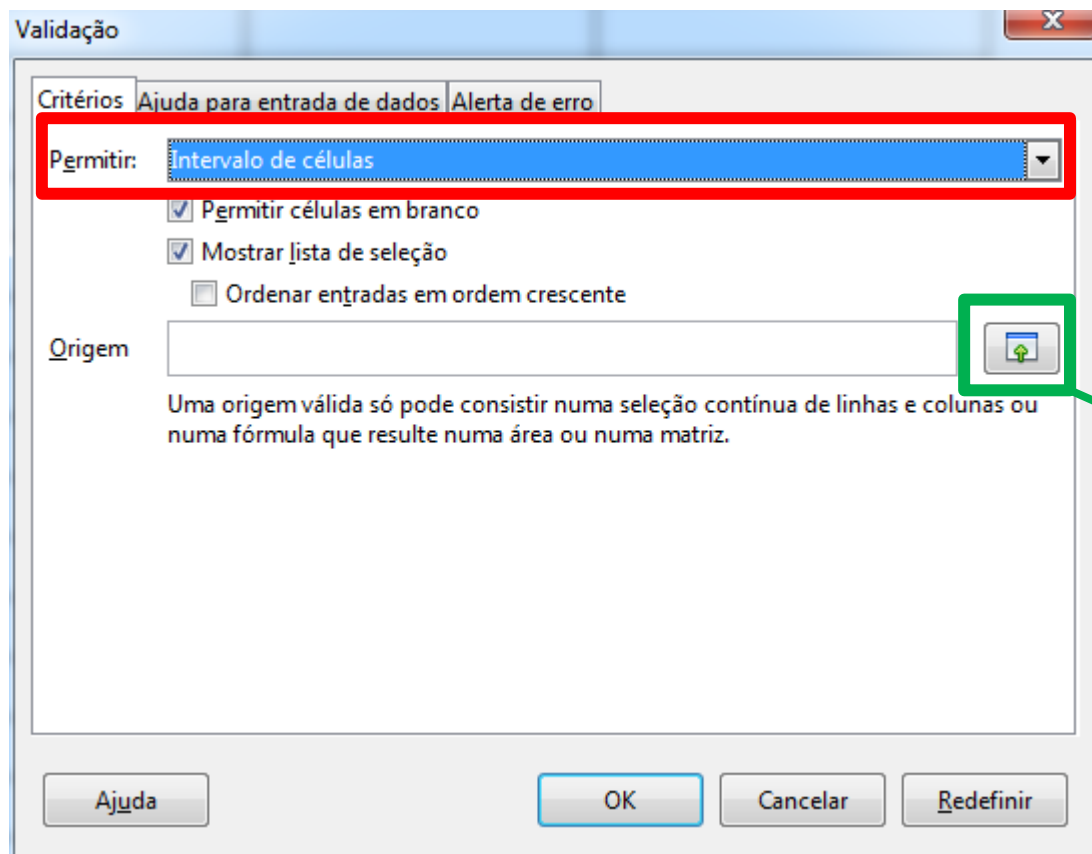 Validação
Critérios Ajuda para entrada de dados Alerta de erro
Permitir: Intervalo de células
Permitir células em branco
Mostrar lista de seleção
Ordenar entradas em ordem crescente
Origem
Uma origem válida só pode consistir numa seleção contínua de linhas e colunas ou
numa fórmula que resulte numa área ou numa matriz.
Ajuda OK Cancelar Redefinir